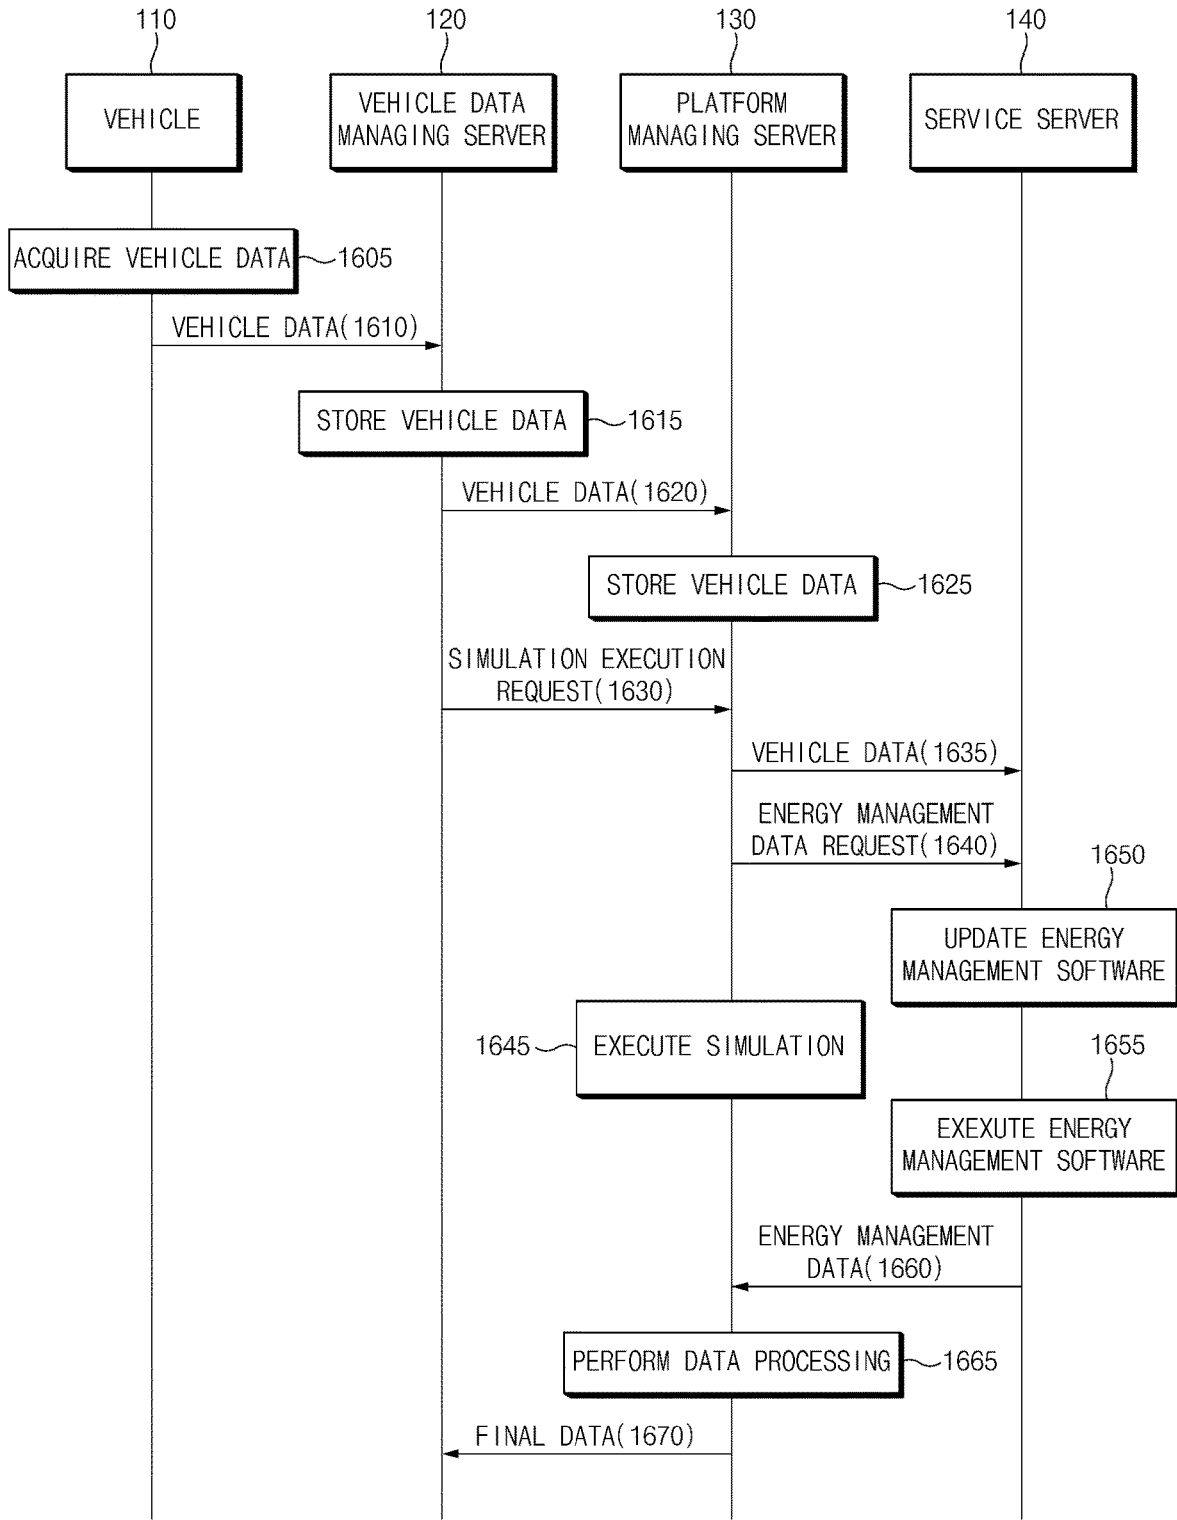 110
120
130
140
VEHICLE
VEHICLE DATA
MANAGING SERVER
PLATFORM
MANAGING SERVER
SERVICE SERVER
ACQUIRE VEHICLE DATA
1605
VEHICLE DATA(1610)
STORE VEHICLE DATA
1615
VEHICLE DATA(1620)
STORE VEHICLE DATA
1625
SIMULATION EXECUTION
REQUEST(1630)
VEHICLE DATA(1635)
ENERGY MANAGEMENT
DATA REQUEST(1640)
1650
UPDATE ENERGY
MANAGEMENT SOFTWARE
1645
EXECUTE SIMULATION
1655
EXEXUTE ENERGY
MANAGEMENT SOFTWARE
ENERGY MANAGEMENT
DATA(1660)
PERFORM DATA PROCESSING
1665
FINAL DATA(1670)